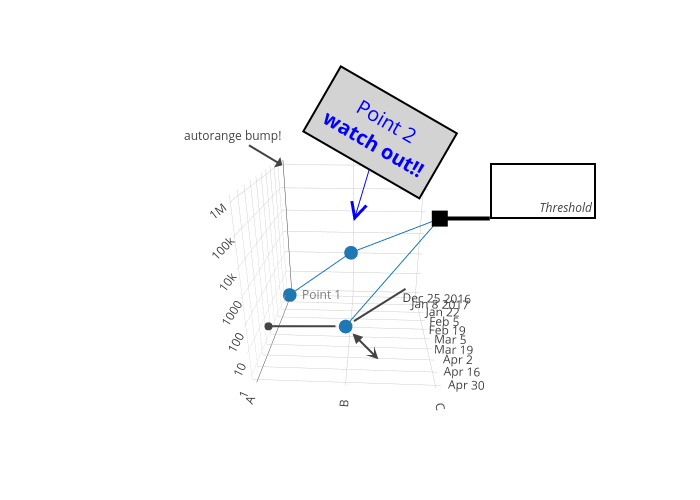 Point 2
watch out!!
autorange bump!
Threshold
Point 1
1M
100k
10k
1000
100
10
1
A
B
C
Dec 25 2016
Jan 8 2017
Jan 22
Feb 5
Feb 19
Mar 5
Mar 19
Apr 2
Apr 16
Apr 30